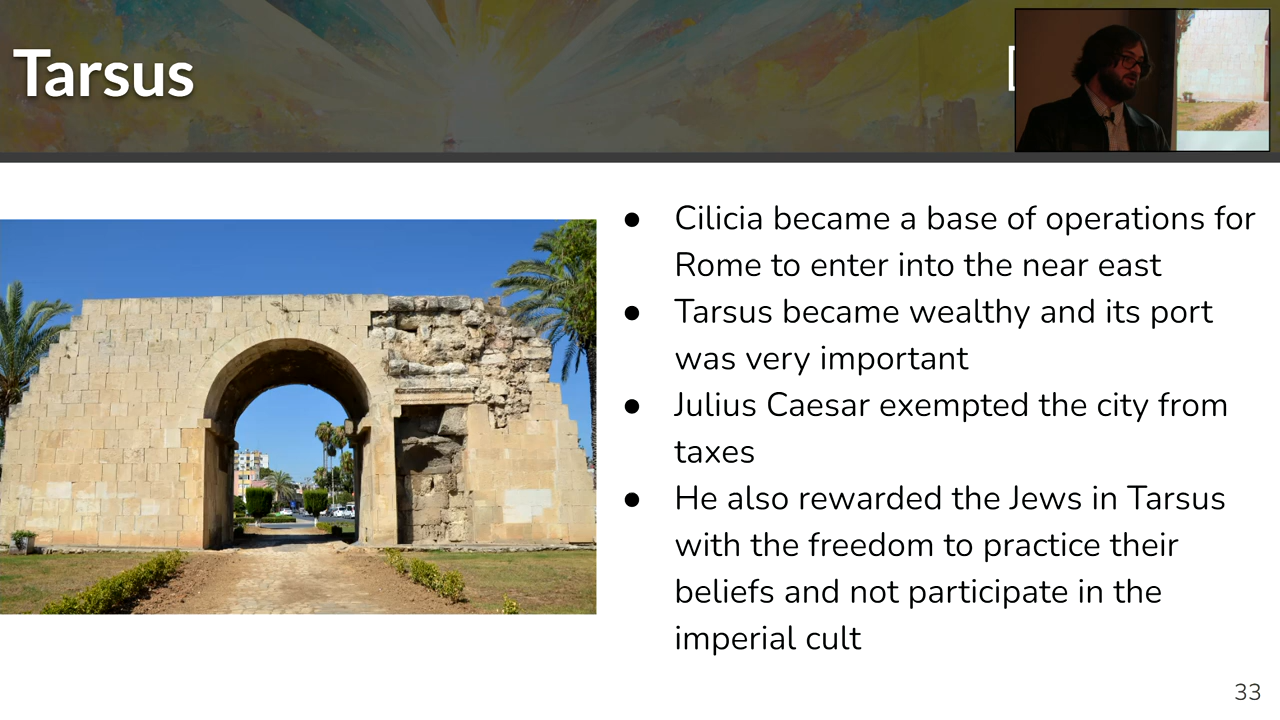 Tarsus
● Cilicia became a base of operations for
Rome to enter into the near east
● Tarsus became wealthy and its port
was very important
● Julius Caesar exempted the city from
taxes
● He also rewarded the Jews in Tarsus
with the freedom to practice their
beliefs and not participate in the
imperial cult
33